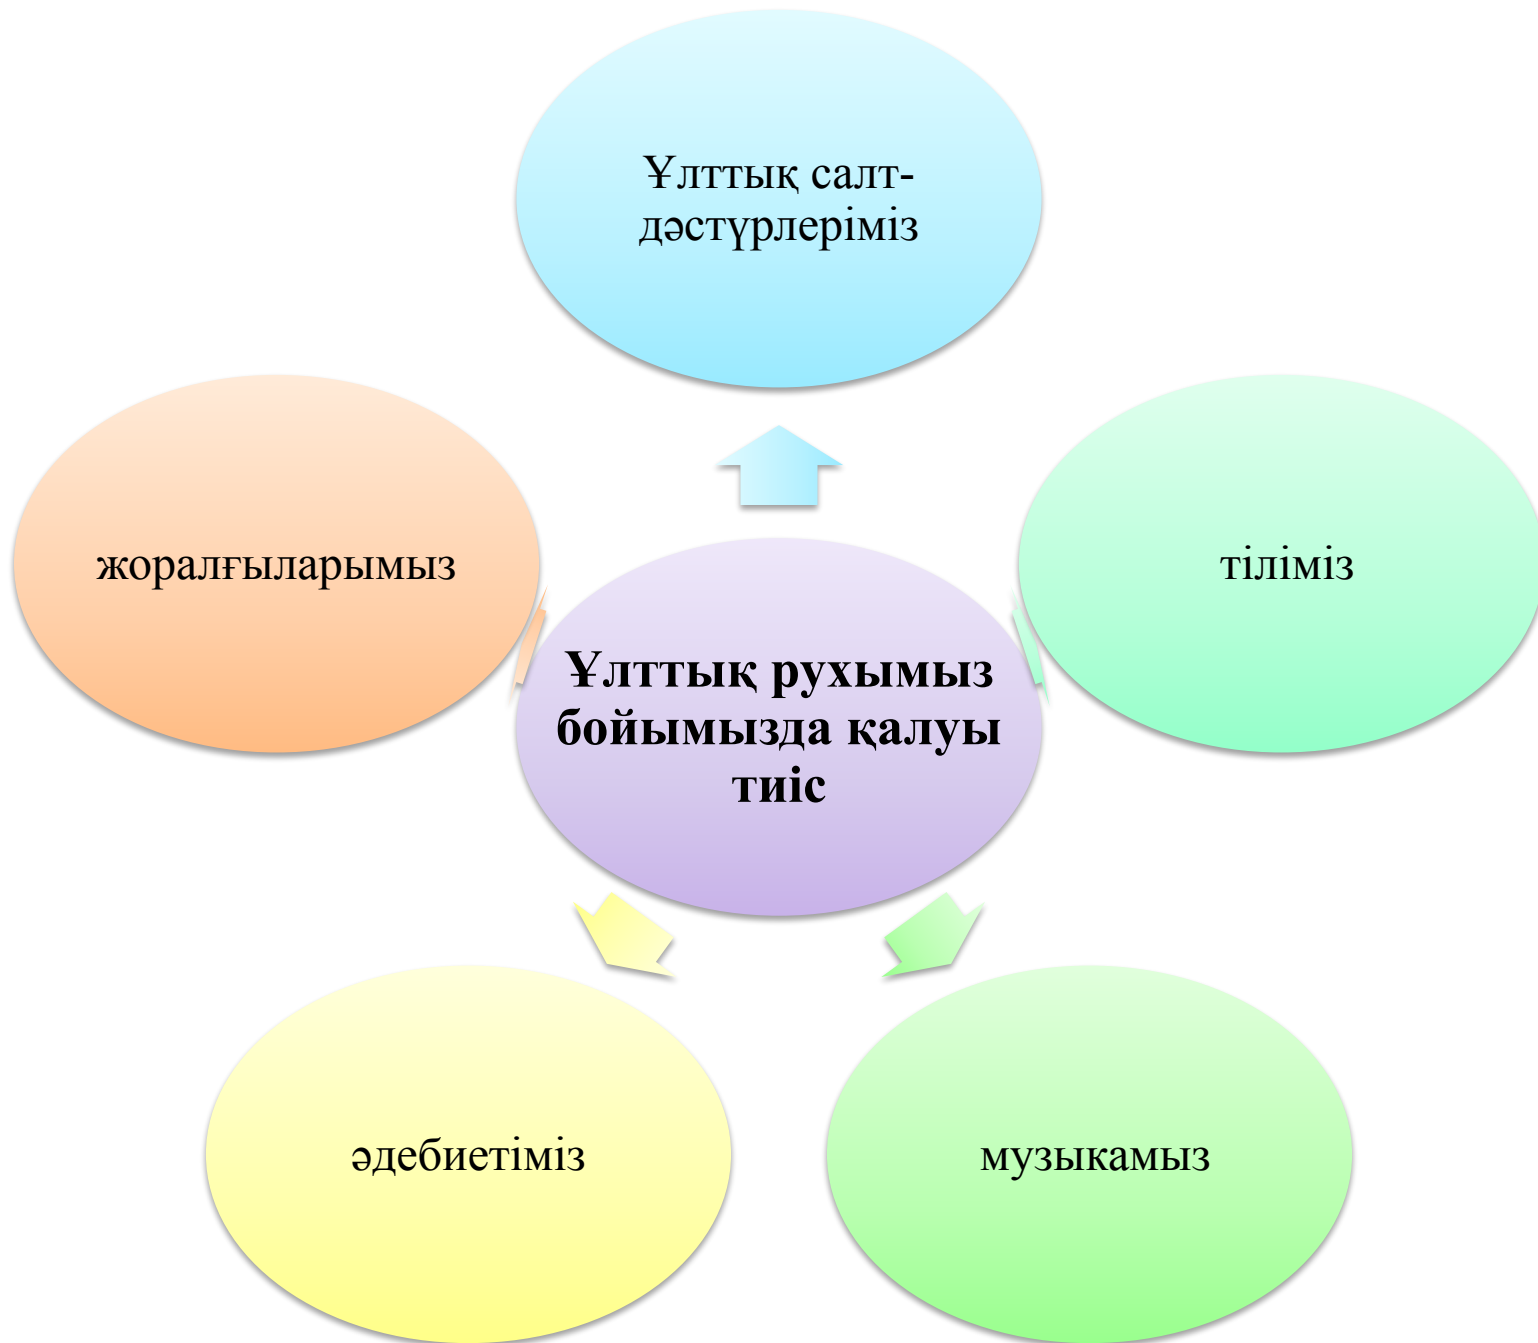 Ұлттық салт-
дәстүрлеріміз
жоралғыларымыз
тіліміз
Ұлттық рухымыз
бойымызда қалуы
тиіс
әдебиетіміз
музыкамыз